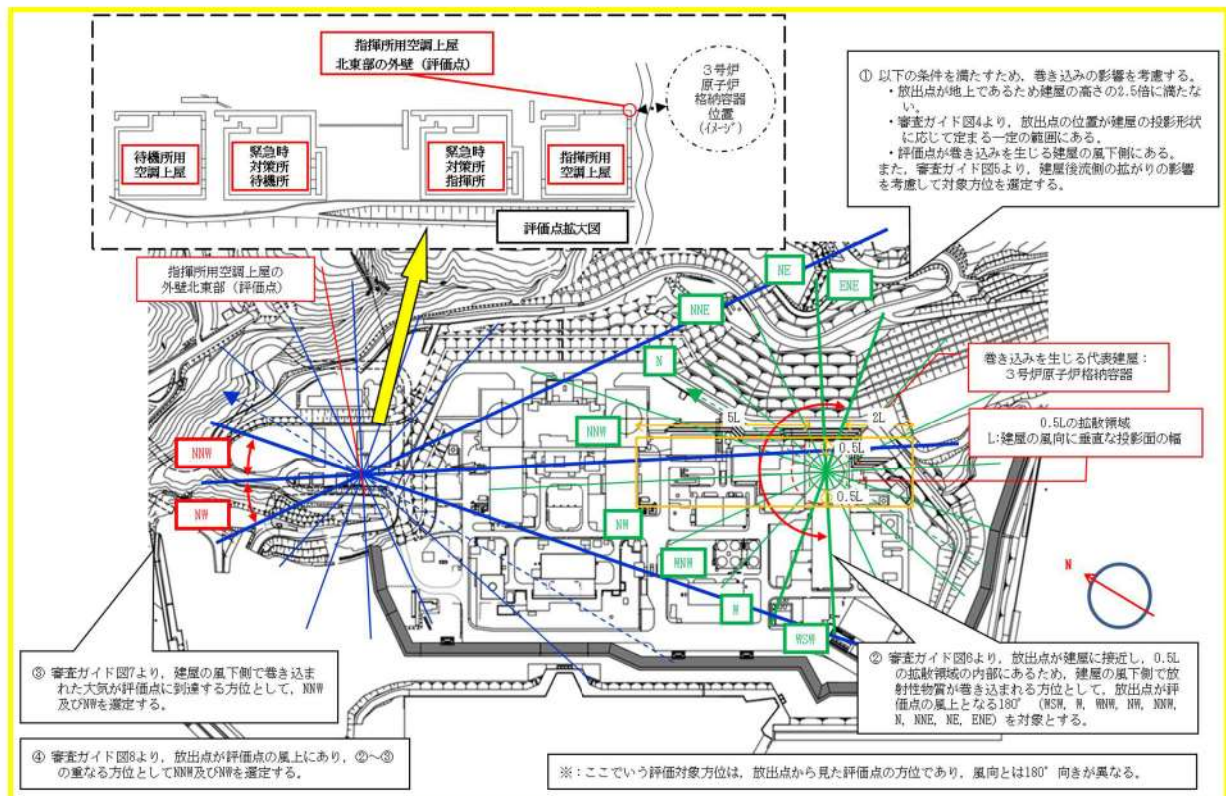 指揮所用空調上屋
北東部の外壁(評価点)
3号炉
原子炉
格納容器
位置
(イメージ)
待機所用
空調上屋
緊急時
対策所
待機所
緊急時
対策所
指揮所
指揮所用
空調上屋
評価点拡大図
① 以下の条件を満たすため,巻き込みの影響を考慮する。
・放出点が地上であるため建屋の高さの2.5倍に満たな
い。
・審査ガイド図4より,放出点の位置が建屋の投影形状
に応じて定まる一定の範囲にある。
・評価点が巻き込みを生じる建屋の風下側にある。
また,審査ガイド図5より,建屋後流側の拡がりの影響
を考慮して対象方位を選定する。
指揮所用空調上屋の
外壁北東部(評価点)
NE
ENE
NNE
N
NNW
NW
WNW
W
WSW
NNW
NW
5L
2L
0.5L
0.5L
巻き込みを生じる代表建屋:
3号炉原子炉格納容器
0.5Lの拡散領域
L:建屋の風向に垂直な投影面の幅
N
② 審査ガイド図6より,放出点が建屋に接近し,0.5L
の拡散領域の内部にあるため,建屋の風下側で放
射性物質が巻き込まれる方位として,放出点が評
価点の風上となる180°(WSW, W, WNW, NW, NNW,
N, NNE, NE, ENE)を対象とする。
③ 審査ガイド図7より,建屋の風下側で巻き込ま
れた大気が評価点に到達する方位として,NNW
及びNWを選定する。
④ 審査ガイド図8より,放出点が評価点の風上にあり,②~③
の重なる方位としてNNW及びNWを選定する。
※:ここでいう評価対象方位は,放出点から見た評価点の方位であり,風向とは180°向きが異なる。